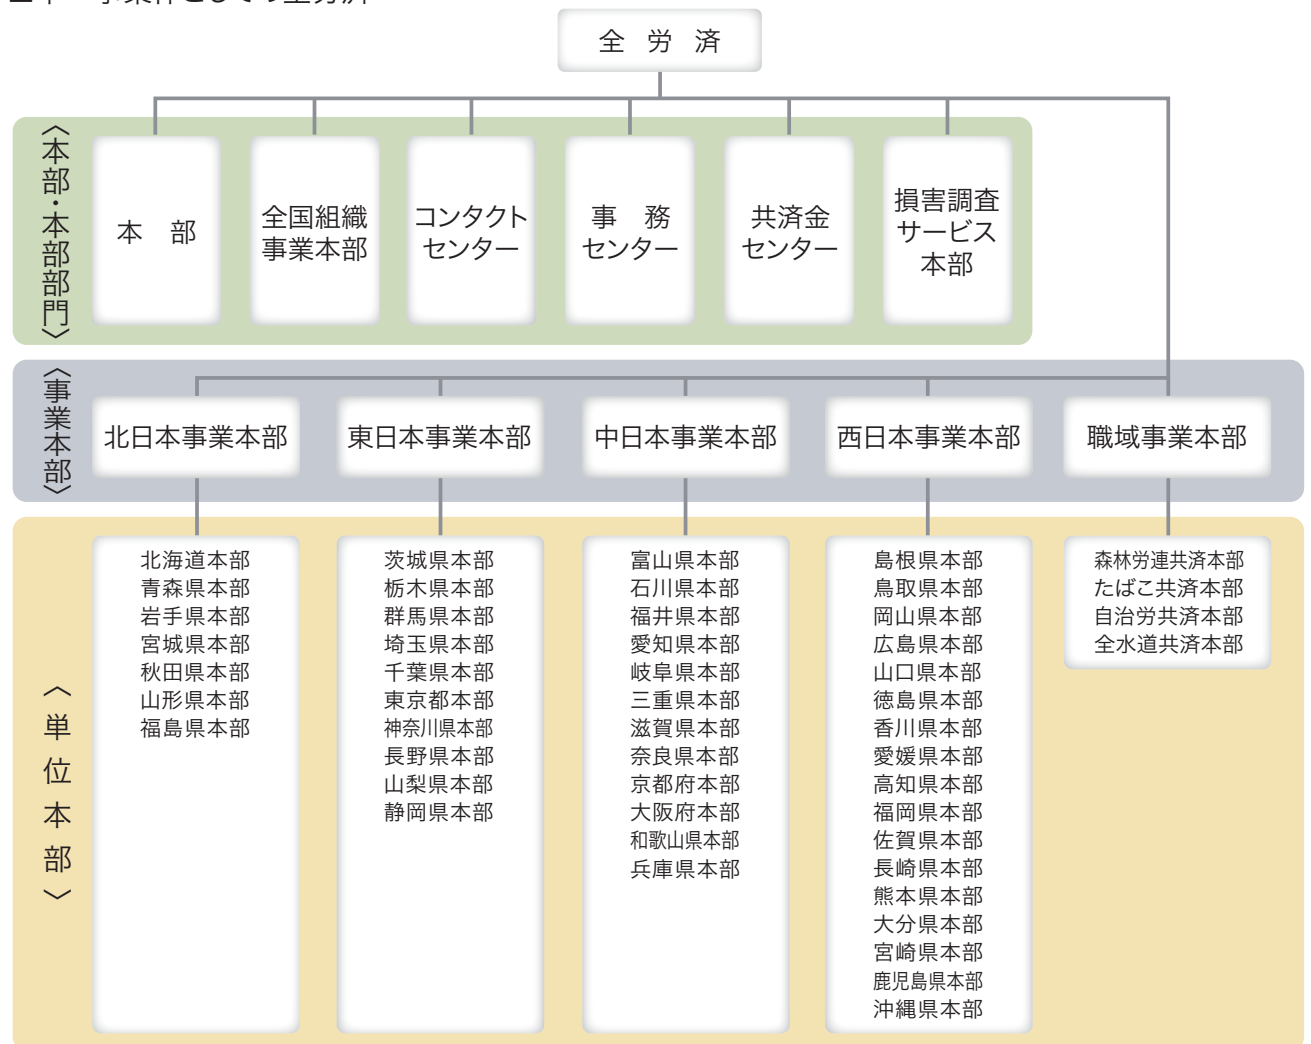 全 労 済
〈本部・本部部門〉
本 部
全国組織
事業本部
コンタクト
センター
事 務
センター
共済金
センター
損害調査
サービス
本部
〈事業本部〉
北日本事業本部
東日本事業本部
中日本事業本部
西日本事業本部
職域事業本部
〈単位本部〉
北海道本部
青森県本部
岩手県本部
宮城県本部
秋田県本部
山形県本部
福島県本部
茨城県本部
栃木県本部
群馬県本部
埼玉県本部
千葉県本部
東京都本部
神奈川県本部
長野県本部
山梨県本部
静岡県本部
富山県本部
石川県本部
福井県本部
愛知県本部
岐阜県本部
三重県本部
滋賀県本部
奈良県本部
京都府本部
大阪府本部
和歌山県本部
兵庫県本部
島根県本部
鳥取県本部
岡山県本部
広島県本部
山口県本部
徳島県本部
香川県本部
愛媛県本部
高知県本部
福岡県本部
佐賀県本部
長崎県本部
熊本県本部
大分県本部
宮崎県本部
鹿児島県本部
沖縄県本部
森林労連共済本部
たばこ共済本部
自治労共済本部
全水道共済本部